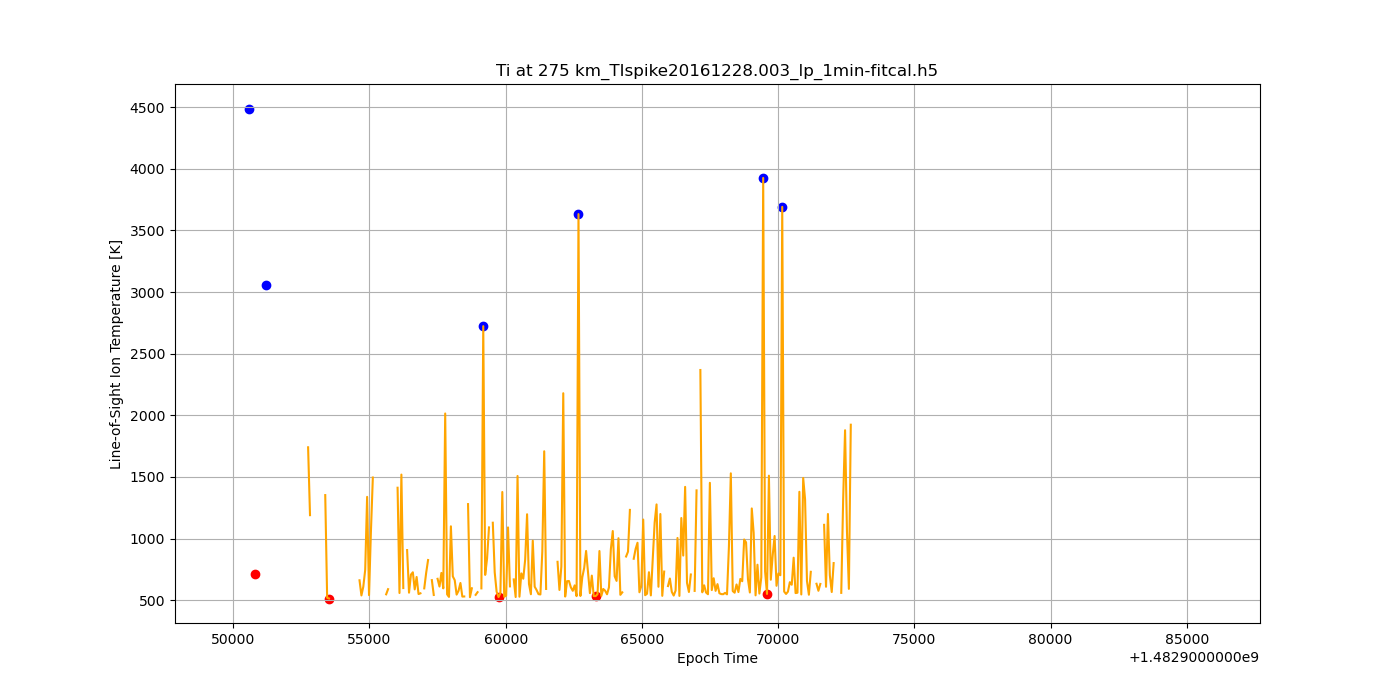 Ti at 275 km_TIspike20161228.003_lp_1min-fitcal.h5
Line-of-Sight Ion Temperature [K]
4500
4000
3500
3000
2500
2000
1500
1000
500
50000 55000 60000 65000 70000 75000 80000 85000
Epoch Time
+1.4829000000e9